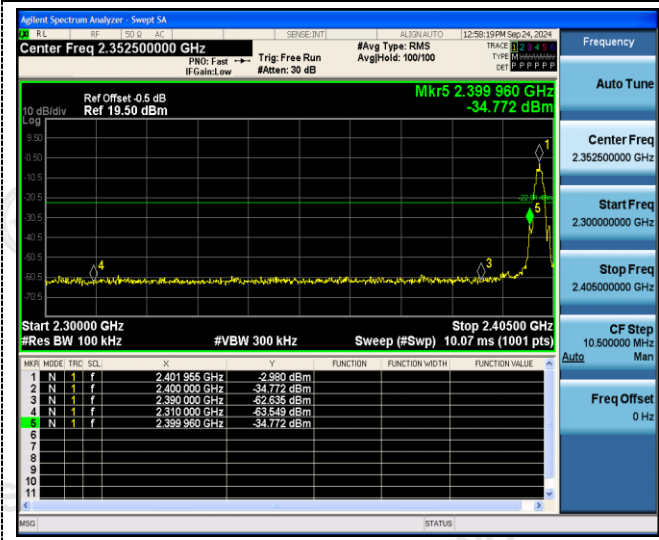 Agilent Spectrum Analyzer - Swept SA
RL RF 50 Ω AC SENSE:INT ALIGNAUTO 12:58:19PM Sep 24, 2024
Center Freq 2.352500000 GHz
PNO: Fast Trig: Free Run
IFGain:Low #Atten: 30 dB
#Avg Type: RMS
Avg|Hold: 100/100
TRACE 1 2 3 4 5 6
TYPE M
DET P P P P P P
Frequency
Auto Tune
Center Freq
2.352500000 GHz
Start Freq
2.300000000 GHz
Stop Freq
2.405000000 GHz
CF Step
10.500000 MHz
Auto Man
Freq Offset
0 Hz
Mkr5 2.399 960 GHz
-34.772 dBm
Ref Offset -0.5 dB
10 dB/div Ref 19.50 dBm
Log
9.50
-0.50
-10.5
-20.5
-30.5
-40.5
-50.5
-60.5
-70.5
1
5
3
4
Start 2.30000 GHz Stop 2.40500 GHz
#Res BW 100 kHz #VBW 300 kHz Sweep (#Swp) 10.07 ms (1001 pts)
MKR MODE TRC SCL X Y FUNCTION FUNCTION WIDTH FUNCTION VALUE
1 N 1 f 2.401 955 GHz -2.980 dBm
2 N 1 f 2.400 000 GHz -34.772 dBm
3 N 1 f 2.390 000 GHz -62.635 dBm
4 N 1 f 2.310 000 GHz -63.549 dBm
5 N 1 f 2.399 960 GHz -34.772 dBm
6
7
8
9
10
11
MSG STATUS